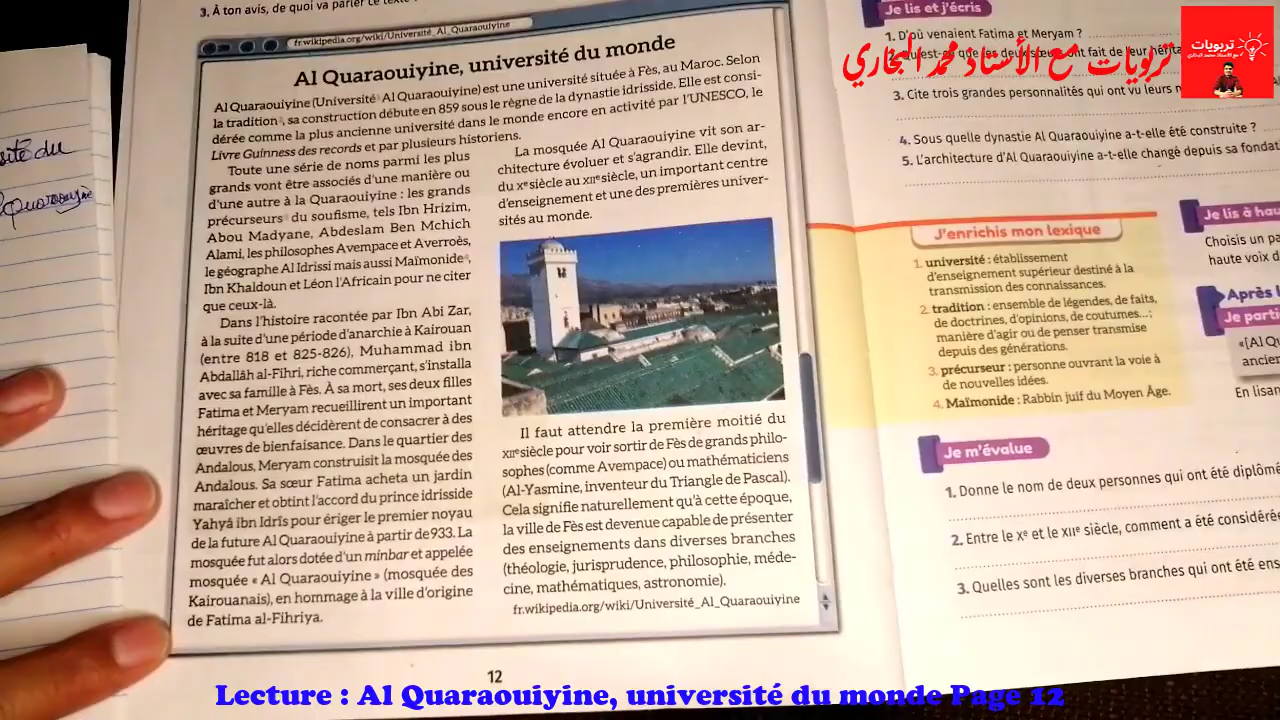 3. À ton avis, de quoi va parler ce texte ?
fr.wikipedia.org/wiki/Université_Al_Quaraouiyine
Al Quaraouiyine, université du monde
Al Quaraouiyine (Université Al Quaraouiyine) est une université située à Fès, au Maroc. Selon
la tradition, sa construction débute en 859 sous le règne de la dynastie idrisside. Elle est consi-
dérée comme la plus ancienne université dans le monde encore en activité par l'UNESCO, le
Livre Guinness des records et par plusieurs historiens.
Toute une série de noms parmi les plus
grands vont être associés d'une manière ou
d'une autre à la Quaraouiyine : les grands
précurseurs du soufisme, tels Ibn Hrizim,
Abou Madyane, Abdeslam Ben Mchich
Alami, les philosophes Avempace et Averroès,
le géographe Al Idrissi mais aussi Maïmonide⁴,
Ibn Khaldoun et Léon l'Africain pour ne citer
que ceux-là.
Dans l'histoire racontée par Ibn Abi Zar,
à la suite d'une période d'anarchie à Kairouan
(entre 818 et 825-826), Muhammad ibn
Abdallâh al-Fihri, riche commerçant, s'installa
avec sa famille à Fès. À sa mort, ses deux filles
Fatima et Meryam recueillirent un important
héritage qu'elles décidèrent de consacrer à des
œuvres de bienfaisance. Dans le quartier des
Andalous, Meryam construisit la mosquée des
Andalous. Sa sœur Fatima acheta un jardin
maraîcher et obtint l'accord du prince idrisside
Yahyâ ibn Idrîs pour ériger le premier noyau
de la future Al Quaraouiyine à partir de 933. La
mosquée fut alors dotée d'un minbar et appelée
mosquée « Al Quaraouiyine » (mosquée des
Kairouanais), en hommage à la ville d'origine
de Fatima al-Fihriya.
La mosquée Al Quaraouiyine vit son ar-
chitecture évoluer et s'agrandir. Elle devint,
du Xᵉ siècle au XIIᵉ siècle, un important centre
d'enseignement et une des premières univer-
sités au monde.
Il faut attendre la première moitié du
XIIᵉ siècle pour voir sortir de Fès de grands philo-
sophes (comme Avempace) ou mathématiciens
(Al-Yasmine, inventeur du Triangle de Pascal).
Cela signifie naturellement qu'à cette époque,
la ville de Fès est devenue capable de présenter
des enseignements dans diverses branches
(théologie, jurisprudence, philosophie, méde-
cine, mathématiques, astronomie).
fr.wikipedia.org/wiki/Université_Al_Quaraouiyine
12
Je lis et j'écris
1. D'où venaient Fatima et Meryam ?
est-ce que les deux sœurs ont fait de leur hérita
3. Cite trois grandes personnalités qui ont vu leurs n
4. Sous quelle dynastie Al Quaraouiyine a-t-elle été construite ?
5. L'architecture d'Al Quaraouiyine a-t-elle changé depuis sa fondat
J'enrichis mon lexique
1. université : établissement
d'enseignement supérieur destiné à la
transmission des connaissances.
2. tradition : ensemble de légendes, de faits,
de doctrines, d'opinions, de coutumes...;
manière d'agir ou de penser transmise
depuis des générations.
3. précurseur : personne ouvrant la voie à
de nouvelles idées.
4. Maïmonide : Rabbin juif du Moyen Âge.
Je lis à hau
Choisis un pa
haute voix d
Après l
Je parti
«[Al Qu
ancien
En lisan
Je m'évalue
1. Donne le nom de deux personnes qui ont été diplômé
2. Entre le Xᵉ et le XIIᵉ siècle, comment a été considérée
3. Quelles sont les diverses branches qui ont été ens
sité du
Quaraouyine
تربويات مع الأستاذ محمد البخاري
تربويات
Lecture : Al Quaraouiyine, université du monde Page 12